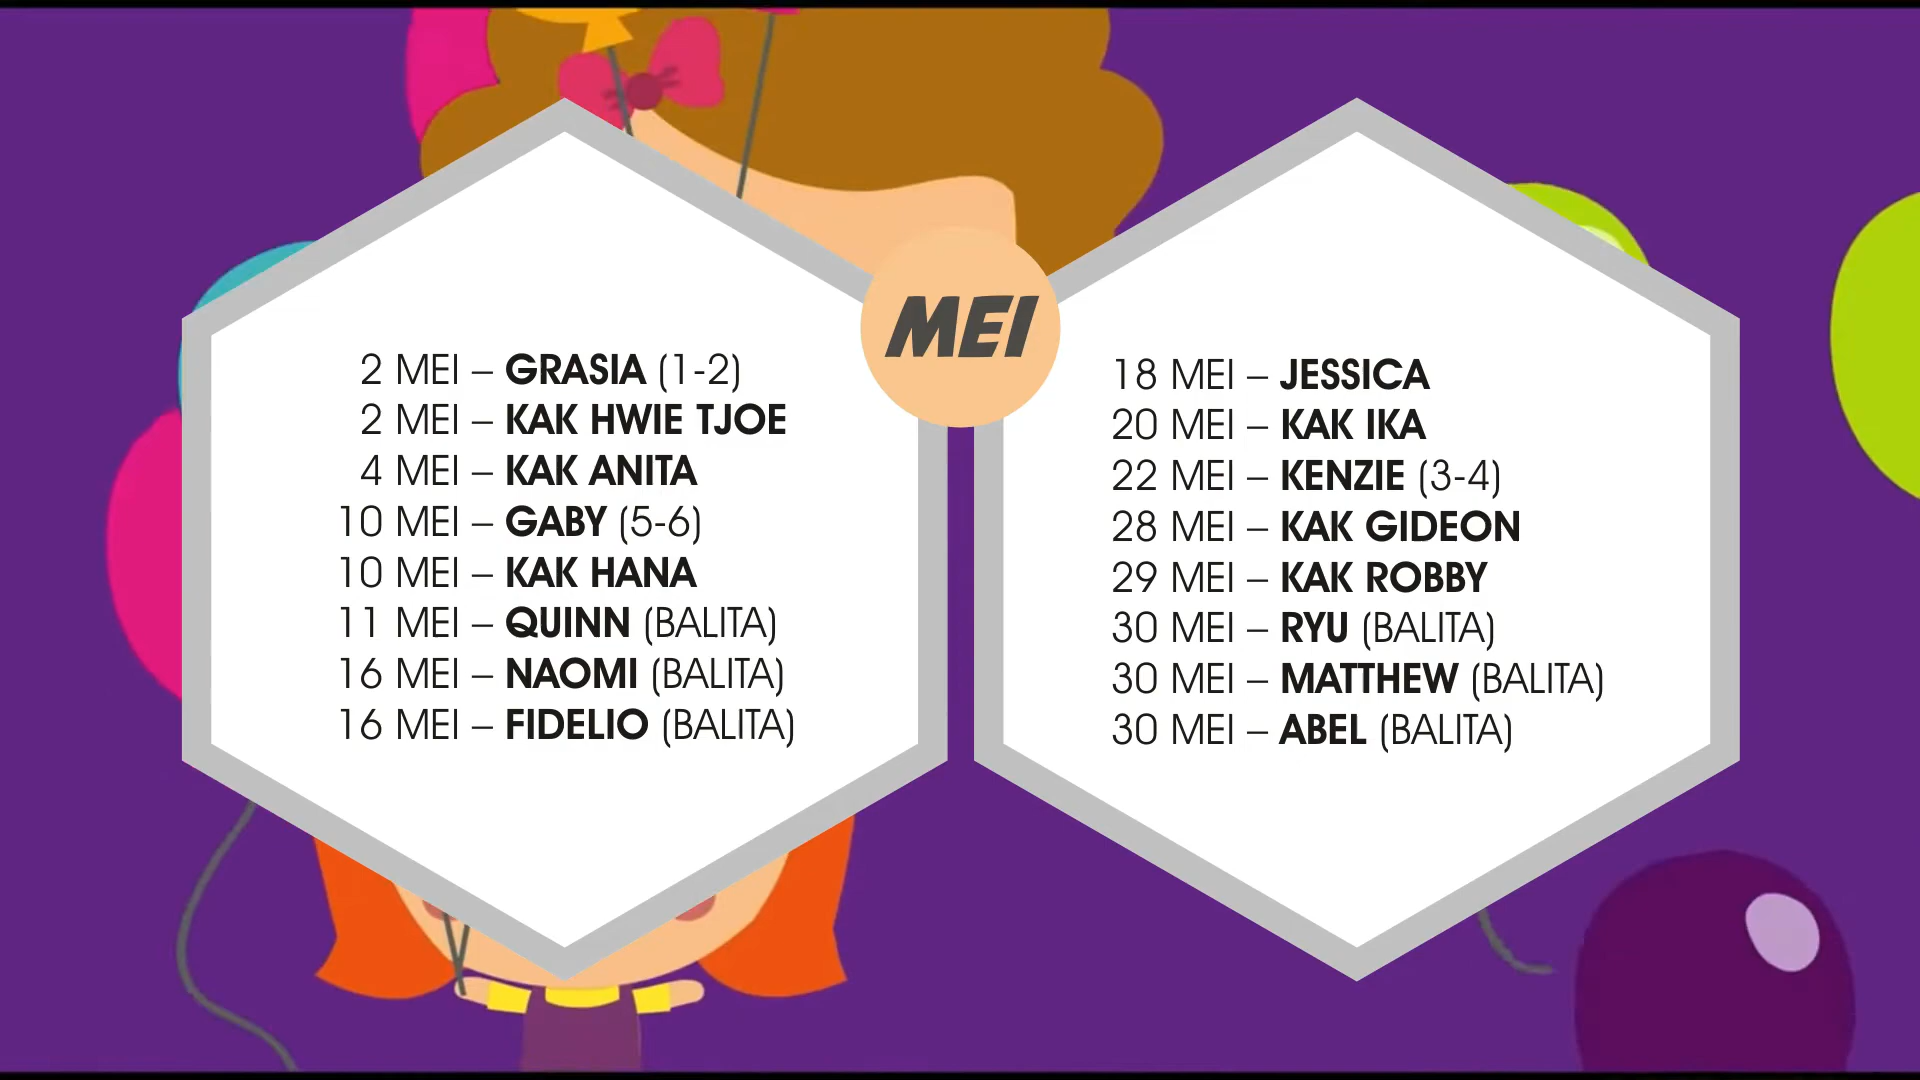 MEI
2 MEI – GRASIA (1-2)
2 MEI – KAK HWIE TJOE
4 MEI – KAK ANITA
10 MEI – GABY (5-6)
10 MEI – KAK HANA
11 MEI – QUINN (BALITA)
16 MEI – NAOMI (BALITA)
16 MEI – FIDELIO (BALITA)
18 MEI – JESSICA
20 MEI – KAK IKA
22 MEI – KENZIE (3-4)
28 MEI – KAK GIDEON
29 MEI – KAK ROBBY
30 MEI – RYU (BALITA)
30 MEI – MATTHEW (BALITA)
30 MEI – ABEL (BALITA)